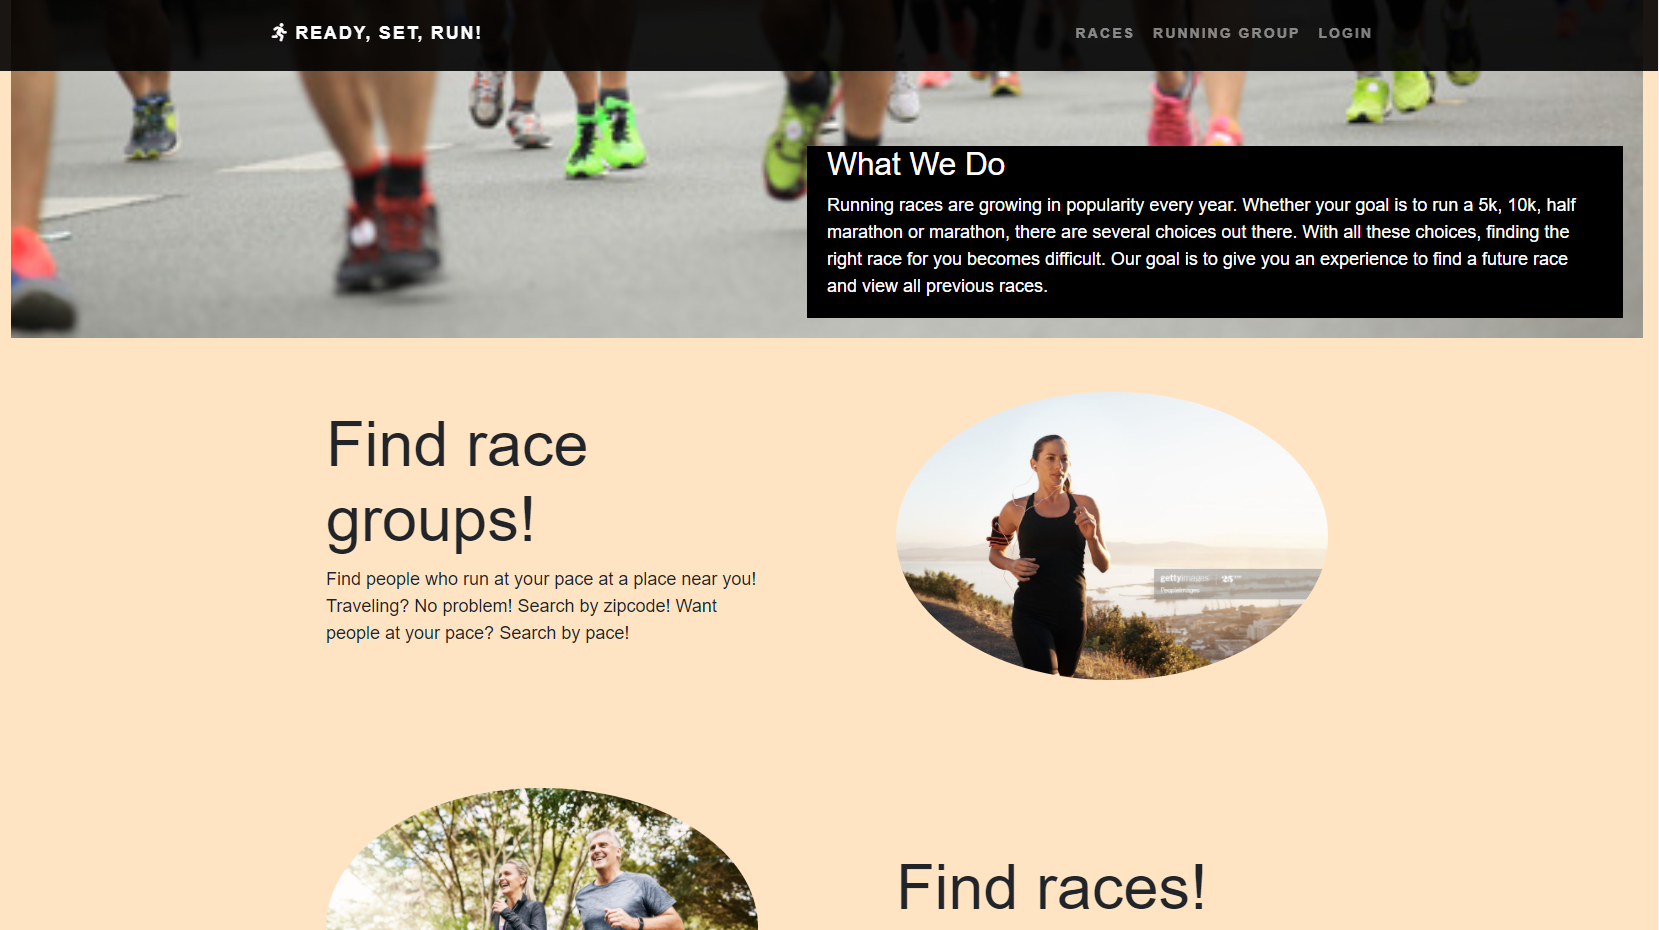 READY, SET, RUN!
RACES RUNNING GROUP LOGIN
What We Do
Running races are growing in popularity every year. Whether your goal is to run a 5k, 10k, half
marathon or marathon, there are several choices out there. With all these choices, finding the
right race for you becomes difficult. Our goal is to give you an experience to find a future race
and view all previous races.
Find race
groups!
Find people who run at your pace at a place near you!
Traveling? No problem! Search by zipcode! Want
people at your pace? Search by pace!
gettyimages
PeopleImages
Find races!